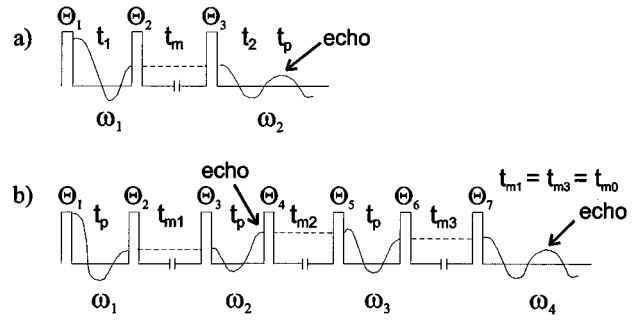 a) Θ1 t1 Θ2 tm Θ3 t2 tp echo
ω1 ω2
echo tm1 = tm3 = tm0
b) Θ1 tp Θ2 tm1 Θ3 tp Θ4 tm2 Θ5 tp Θ6 tm3 Θ7 echo
ω1 ω2 ω3 ω4